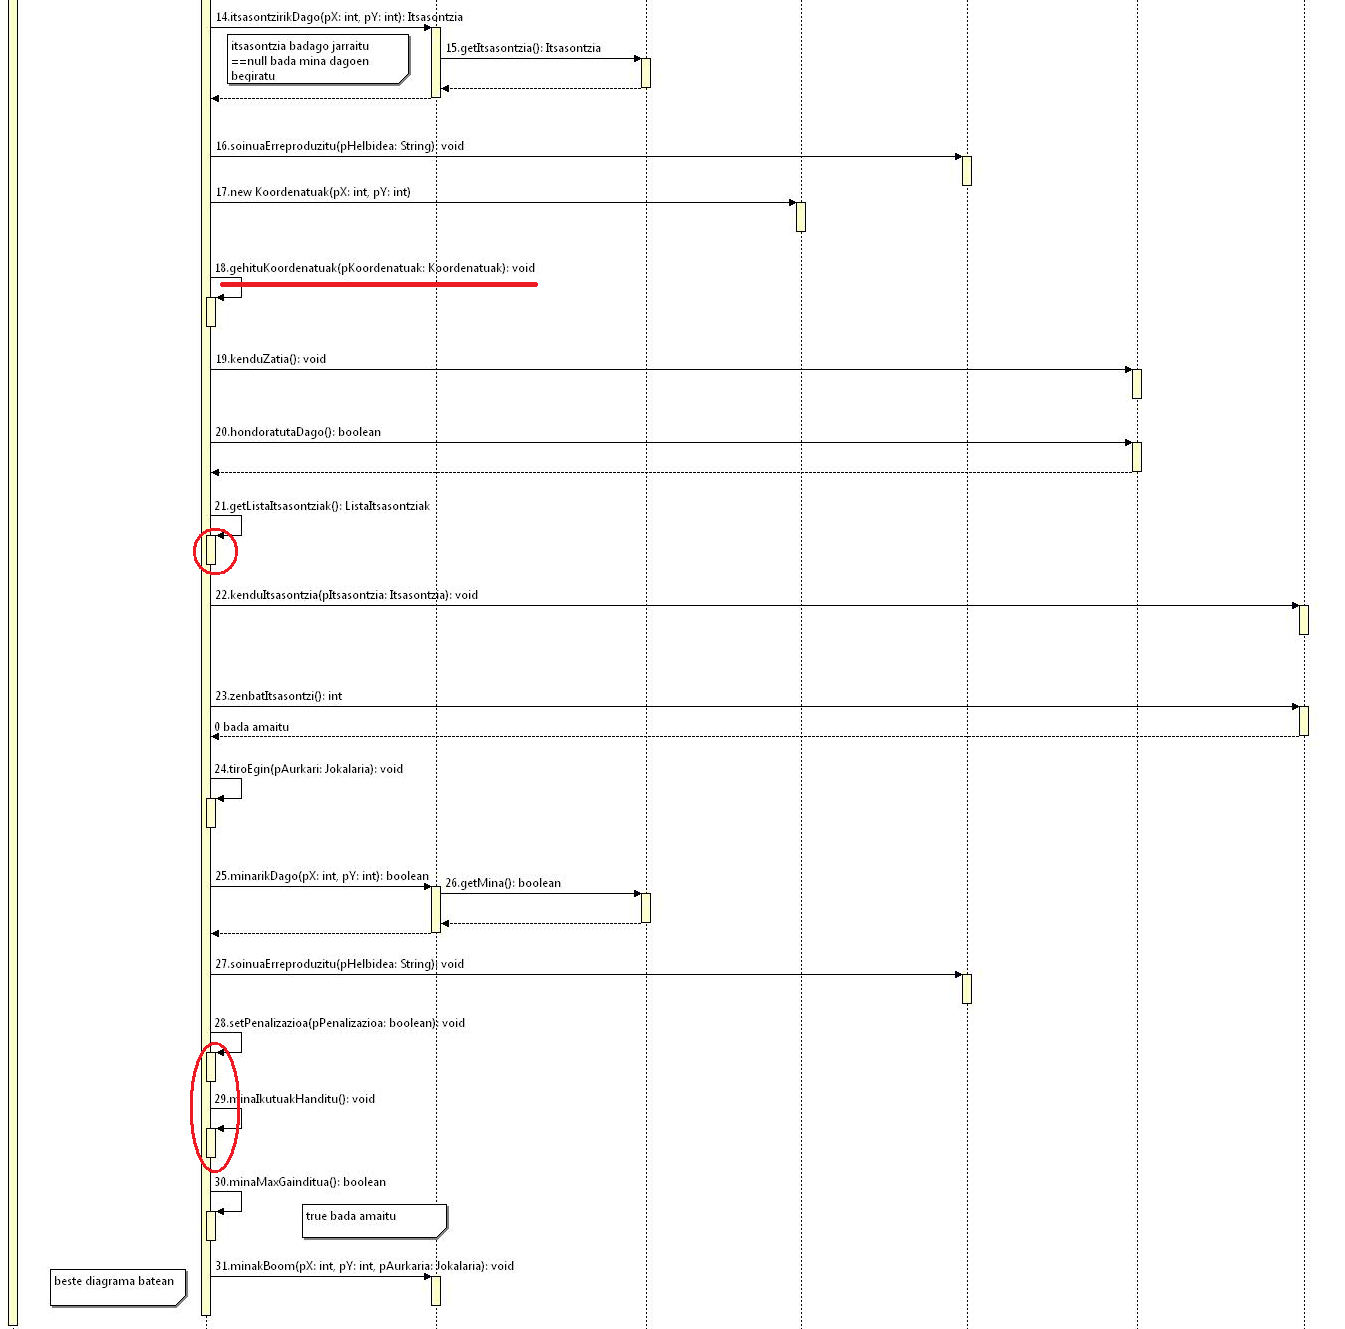 14.itsasontzirikDago(pX: int, pY: int): Itsasontzia
itsasontzia badago jarraitu
==null bada mina dagoen
begiratu
15.getItsasontzia(): Itsasontzia
16.soinuaErreproduzitu(pHelbidea: String): void
17.new Koordenatuak(pX: int, pY: int)
18.gehituKoordenatuak(pKoordenatuak: Koordenatuak): void
19.kenduZatia(): void
20.hondoratutaDago(): boolean
21.getListaItsasontziak(): ListaItsasontziak
22.kenduItsasontzia(pItsasontzia: Itsasontzia): void
23.zenbatItsasontzi(): int
0 bada amaitu
24.tiroEgin(pAurkari: Jokalaria): void
25.minarikDago(pX: int, pY: int): boolean
26.getMina(): boolean
27.soinuaErreproduzitu(pHelbidea: String): void
28.setPenalizazioa(pPenalizazioa: boolean): void
29.minaIkutuakHanditu(): void
30.minaMaxGainditua(): boolean
true bada amaitu
31.minakBoom(pX: int, pY: int, pAurkaria: Jokalaria): void
beste diagrama batean